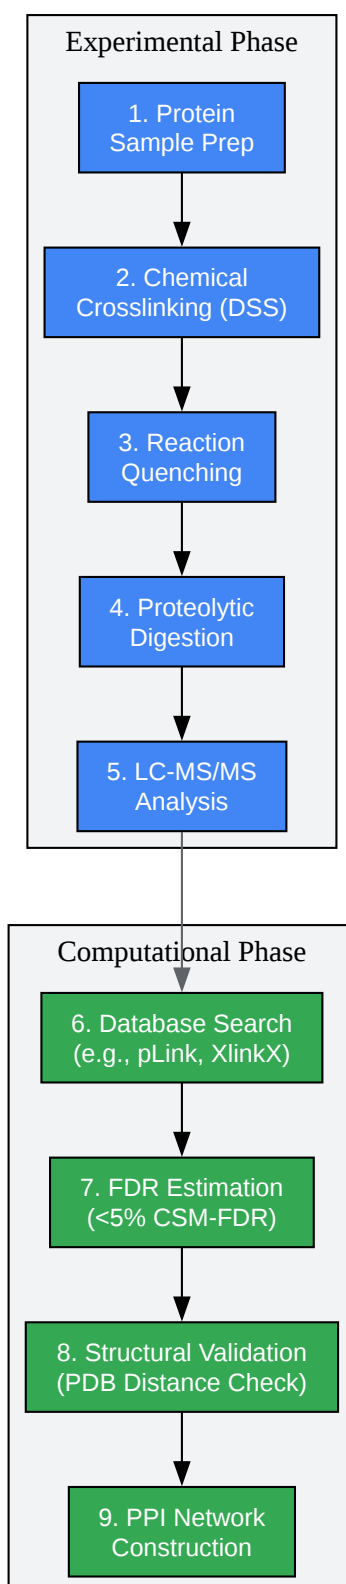 Experimental Phase
1. Protein
Sample Prep
2. Chemical
Crosslinking (DSS)
3. Reaction
Quenching
4. Proteolytic
Digestion
5. LC-MS/MS
Analysis
Computational Phase
6. Database Search
(e.g., pLink, XlinkX)
7. FDR Estimation
(<5% CSM-FDR)
8. Structural Validation
(PDB Distance Check)
9. PPI Network
Construction